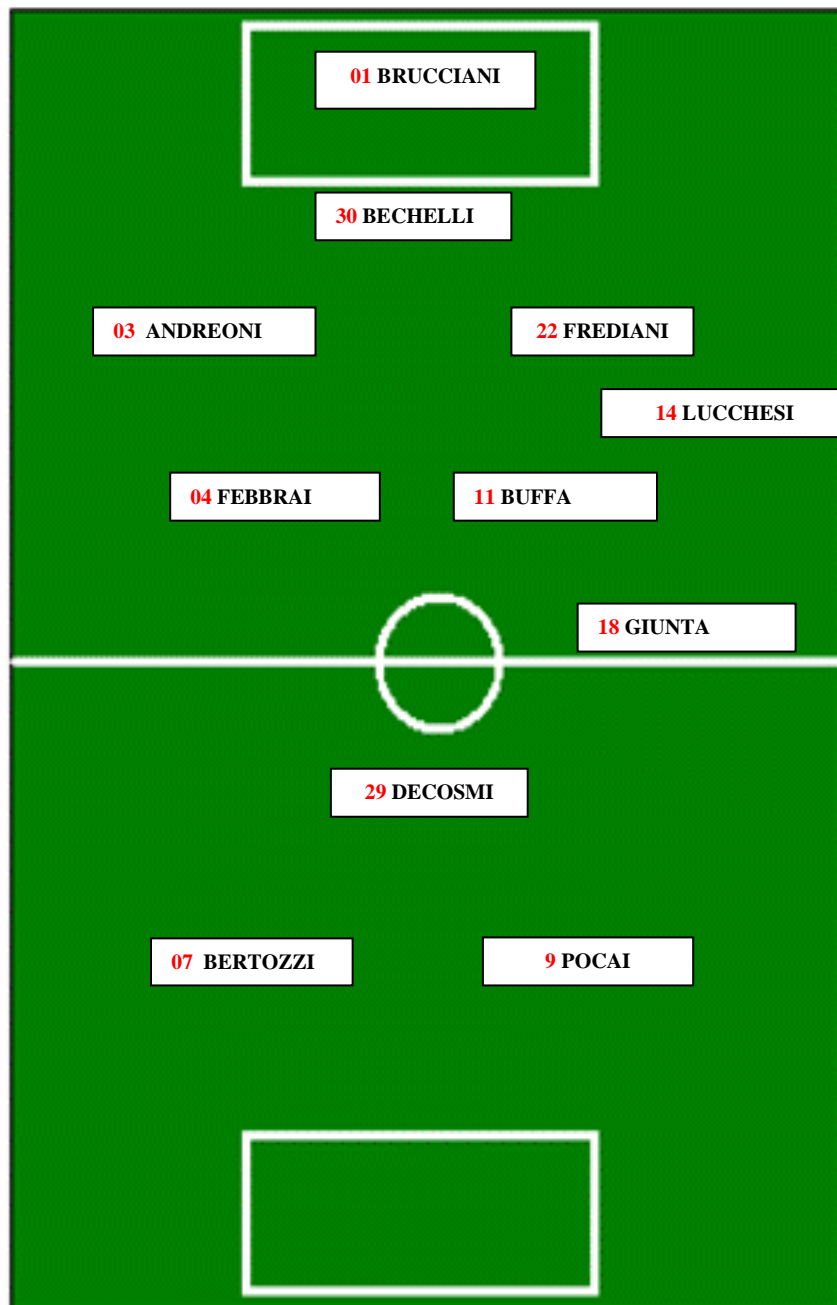 01 BRUCCIANI
30 BECHELLI
03 ANDREONI
22 FREDIANI
14 LUCCHESI
04 FEBBRAI
11 BUFFA
18 GIUNTA
29 DECOSMI
07 BERTOZZI
9 POCAI